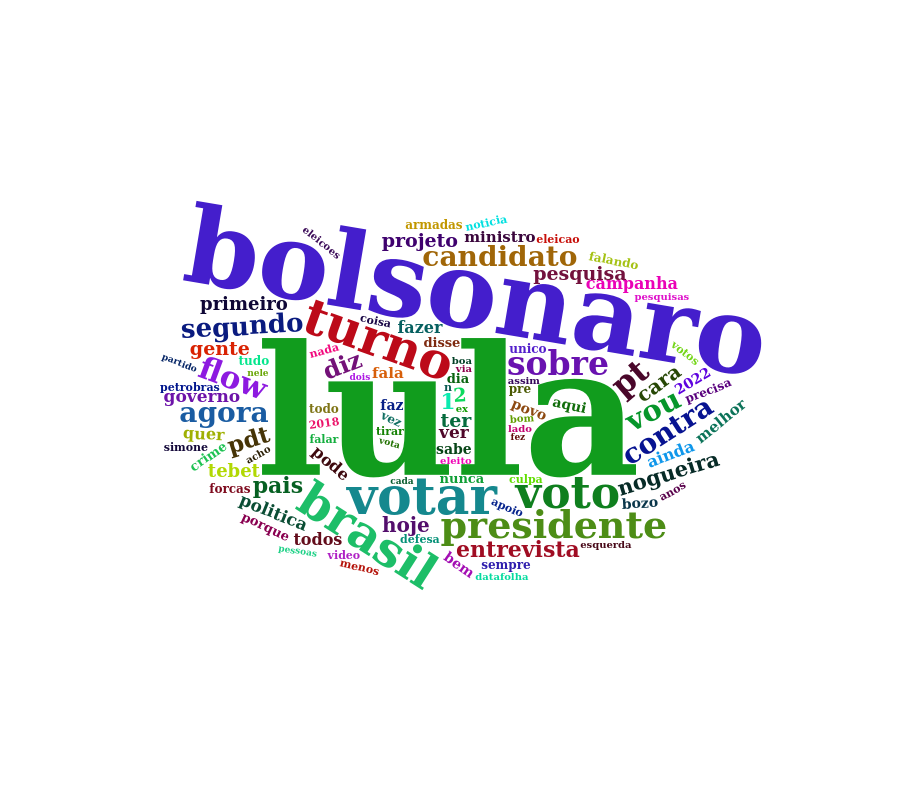 armadas
noticia
eleicoes
projeto
ministro
eleicao
bolsonaro
candidato
falando
pesquisa
campanha
pesquisas
primeiro
segundo
turno
coisa
fazer
disse
unico
votos
gente
nada
diz
boa
sobre
partido
tudo
nele
flow
dois
fala
via
dia
assim
pt
cara
2022
petrobras
governo
lula
n
pre
precisa
agora
todo
faz
1
2
ex
povo
aqui
vou
melhor
quer
2018
vez
ter
bom
contra
pdt
falar
tirar
ver
lado
fez
simone
acho
vota
sabe
ainda
crime
tebet
pode
eleito
nogueira
forcas
pais
cada
nunca
culpa
anos
politica
brasil
votar
apoio
voto
bozo
porque
hoje
presidente
todos
defesa
entrevista
esquerda
pessoas
video
menos
bem
sempre
datafolha